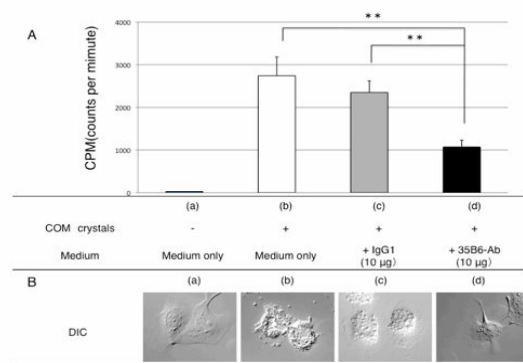 A
CPM(counts per mimute)
4000
3000
2000
1000
0
* *
* *
(a) (b) (c) (d)
COM crystals - + + +
Medium Medium only Medium only + IgG1 (10 μg) + 35B6-Ab (10 μg)
B
(a) (b) (c) (d)
DIC